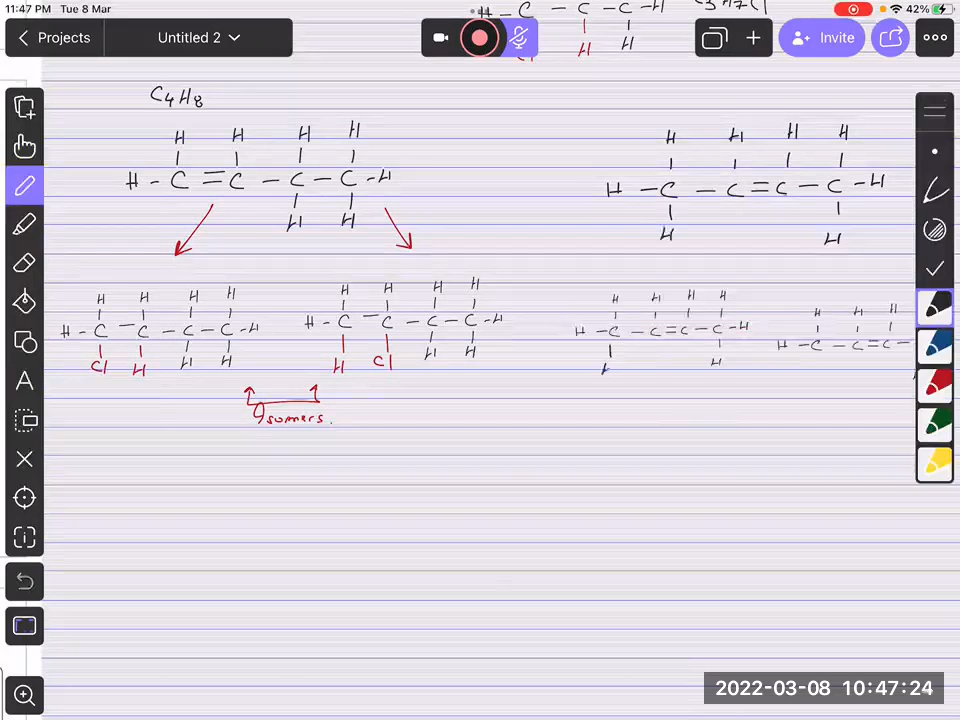 11:47 PM Tue 8 Mar
42%
Projects
Untitled 2
Invite
H - C - C - C - H
H H
C₄H₈
H H H H
H - C = C - C - C - H
H H
H H H H
H - C - C = C - C - H
H H
H H H H
H - C - C - C - C - H
Cl H H H
H H H H
H - C - C - C - C - H
H Cl H H
H H H H
H - C - C = C - C - H
H H
H H H
H - C - C = C -
Isomers.
2022-03-08 10:47:24